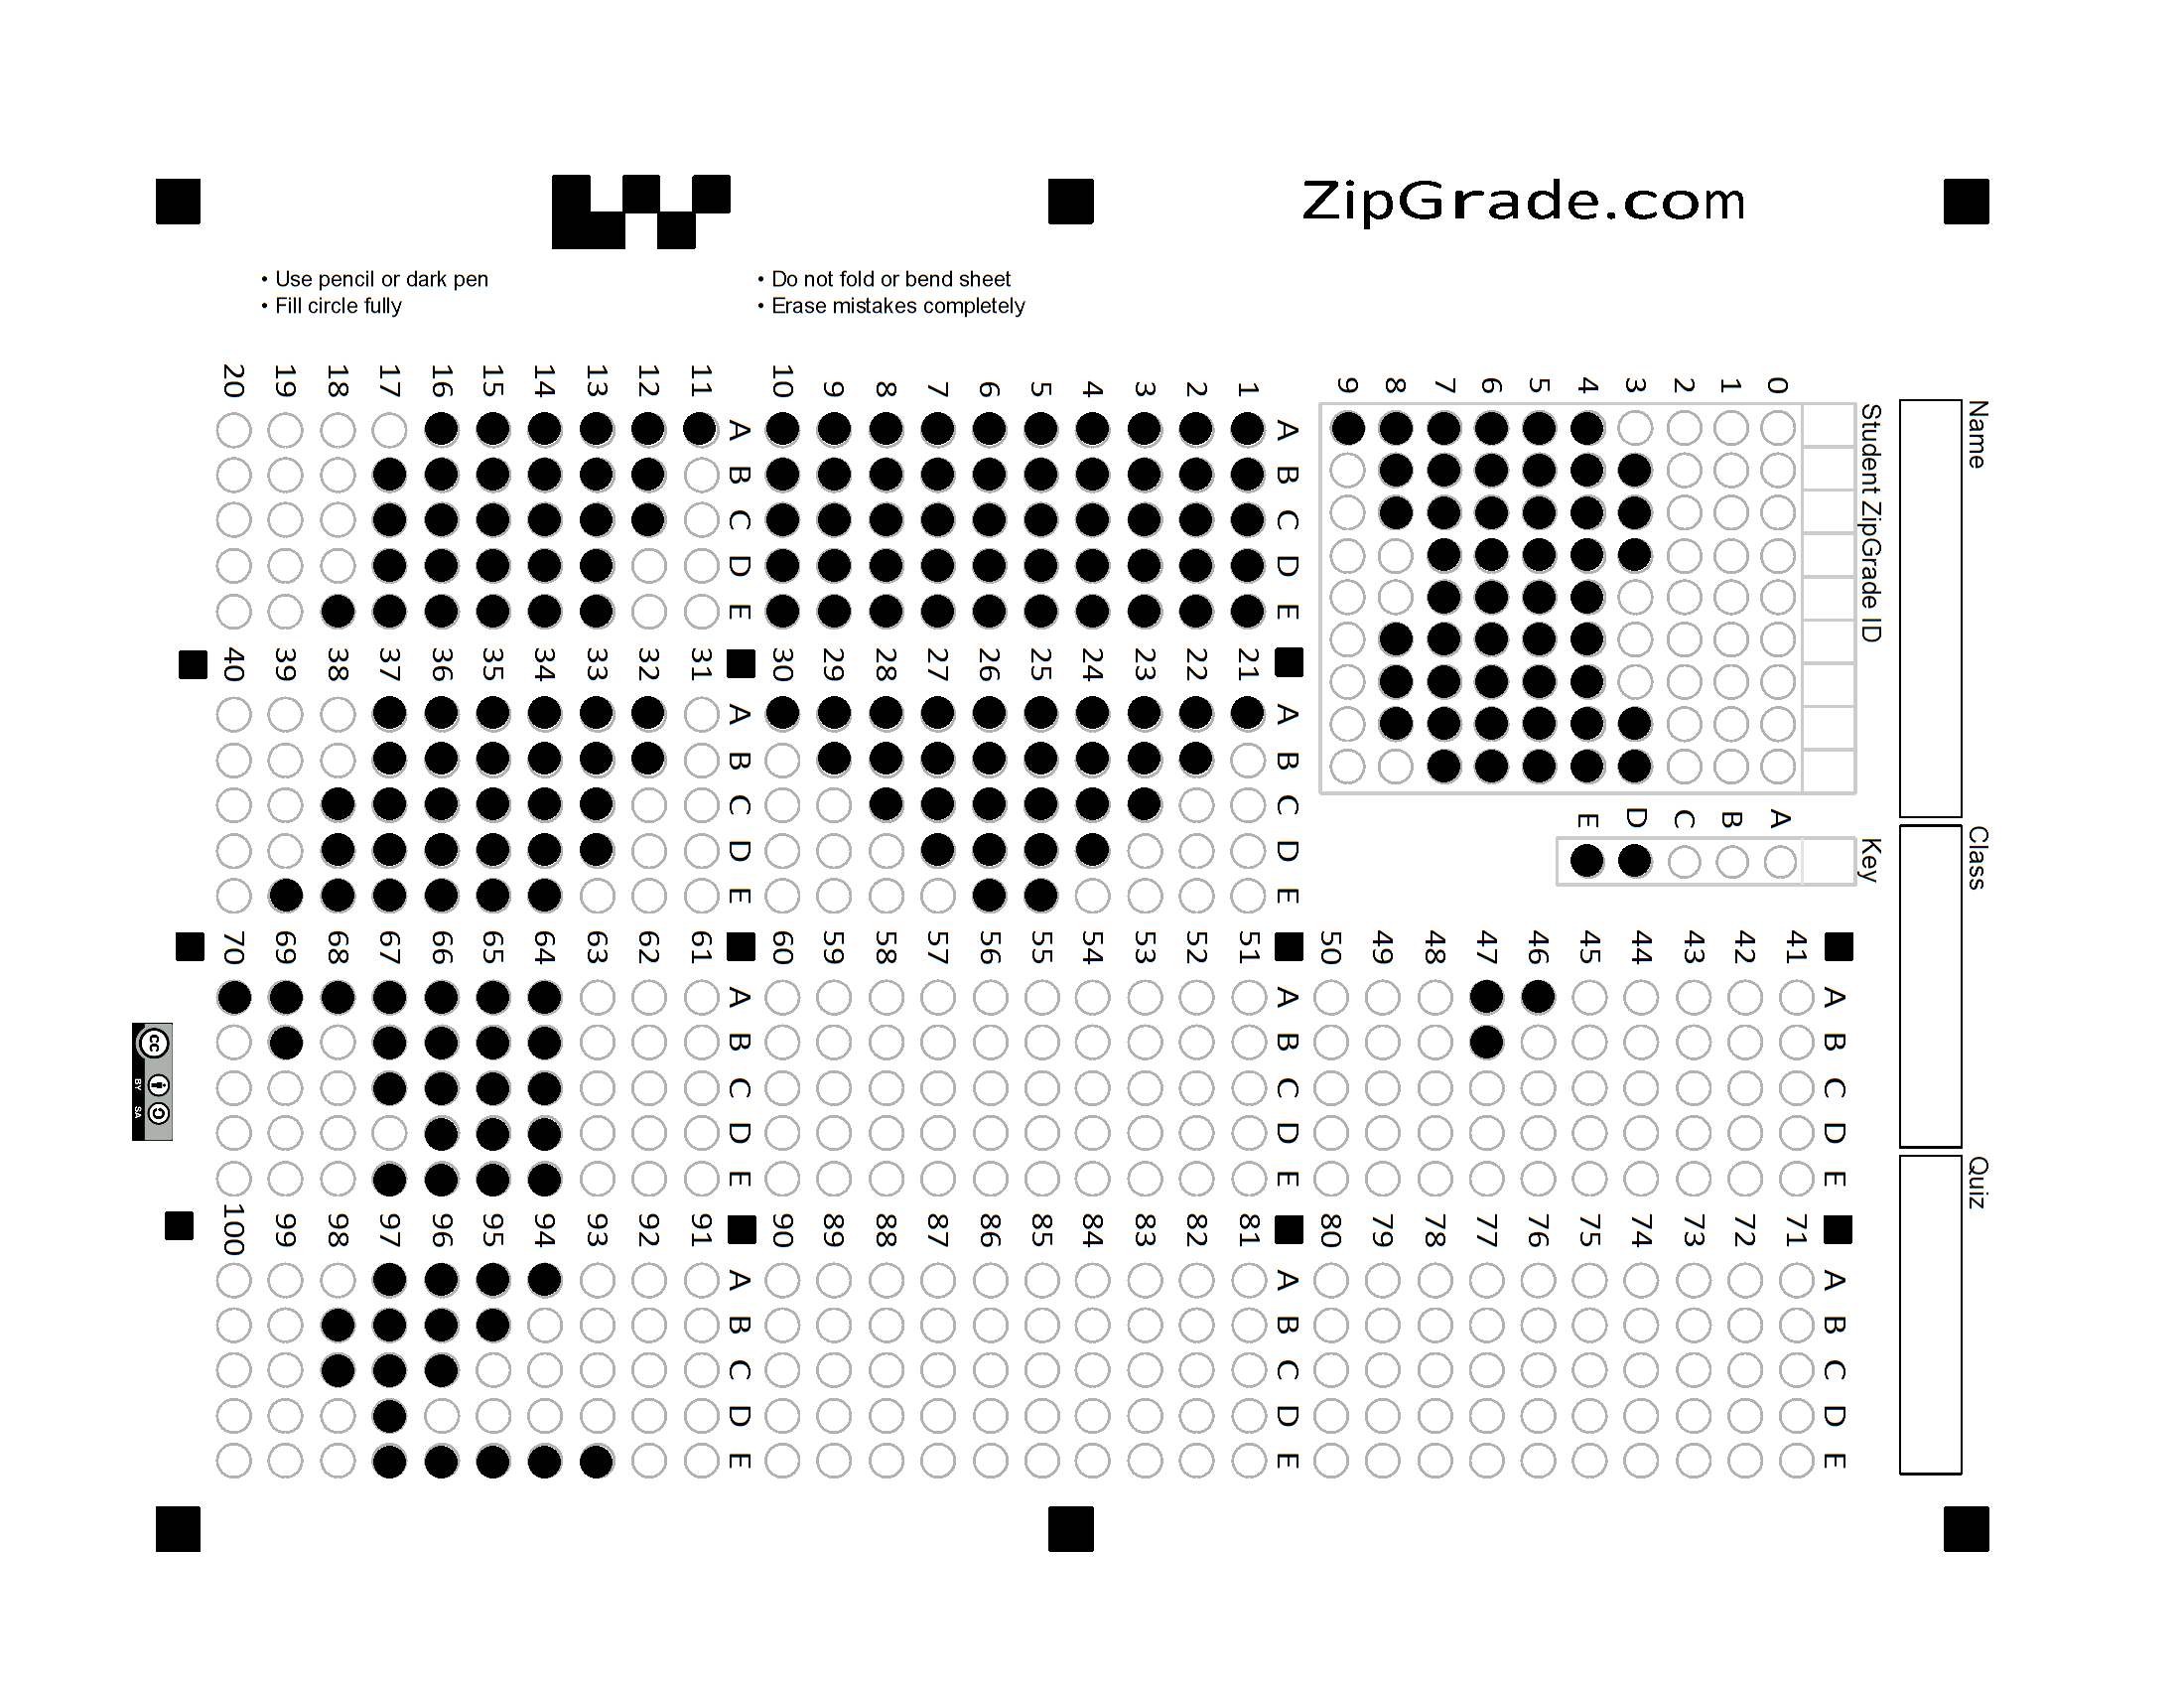 ZipGrade.com
• Use pencil or dark pen
• Fill circle fully
• Do not fold or bend sheet
• Erase mistakes completely
Name
Class
Quiz
Student ZipGrade ID
0 1 2 3 4 5 6 7 8 9
Key
A B C D E
1 2 3 4 5 6 7 8 9 10
A B C D E
11 12 13 14 15 16 17 18 19 20
A B C D E
21 22 23 24 25 26 27 28 29 30
A B C D E
31 32 33 34 35 36 37 38 39 40
A B C D E
41 42 43 44 45 46 47 48 49 50
A B C D E
51 52 53 54 55 56 57 58 59 60
A B C D E
61 62 63 64 65 66 67 68 69 70
A B C D E
71 72 73 74 75 76 77 78 79 80
A B C D E
81 82 83 84 85 86 87 88 89 90
A B C D E
91 92 93 94 95 96 97 98 99 100
A B C D E
cc
BY SA